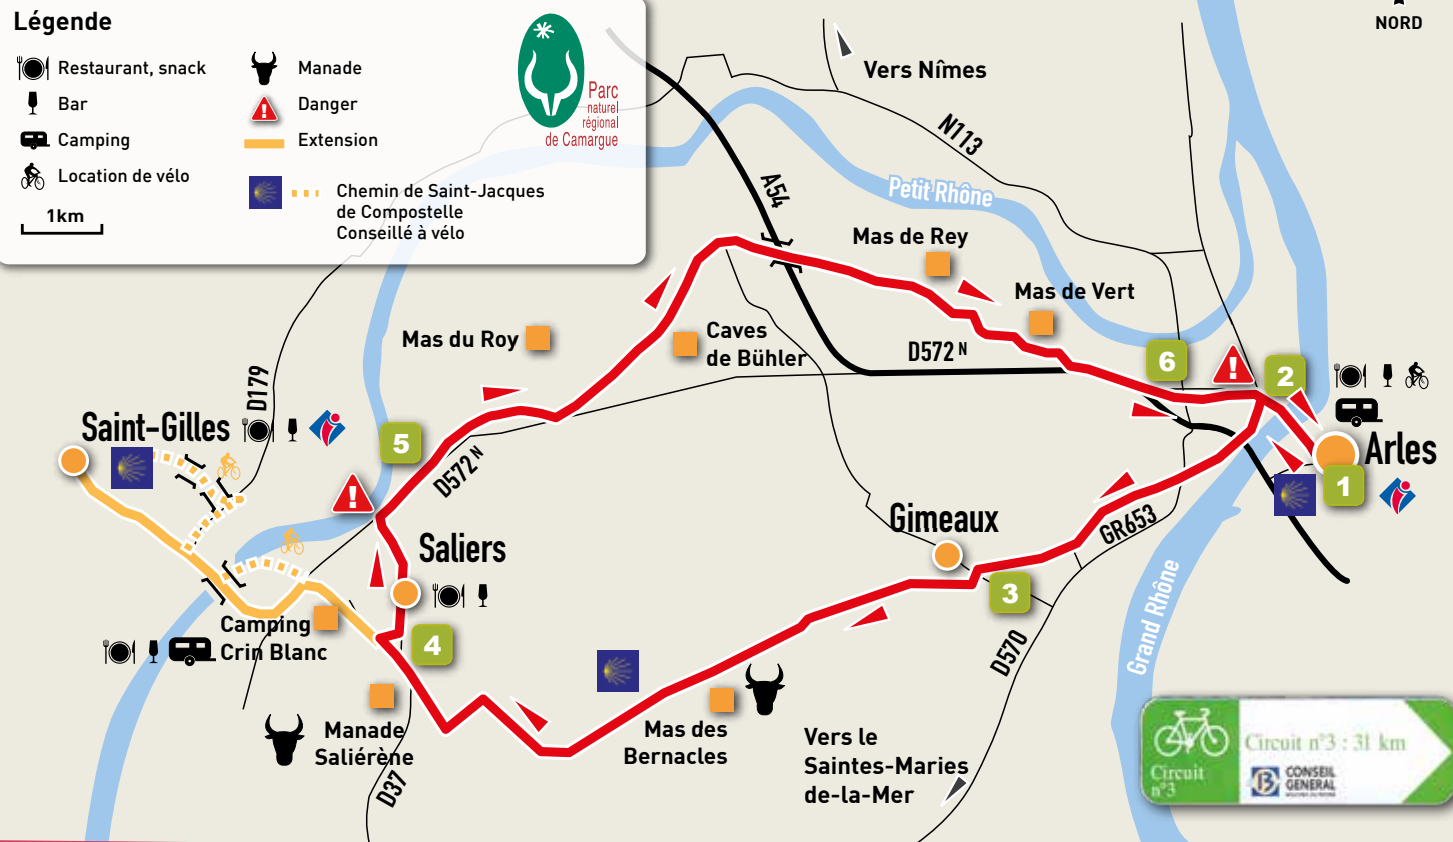 Légende
Restaurant, snack
Bar
Camping
Location de vélo
1km
Manade
Danger
Extension
Chemin de Saint-Jacques
de Compostelle
Conseillé à vélo
Parc
naturel
régional
de Camargue
NORD
Vers Nîmes
N113
A54
Petit Rhône
Mas de Rey
Mas de Vert
Mas du Roy
Caves
de Bühler
D572 N
6
2
D179
Saint-Gilles
5
D572 N
Arles
1
Gimeaux
GR653
Saliers
3
Grand Rhône
Camping
Crin Blanc
4
D570
Manade
Saliérène
Mas des
Bernacles
D37
Vers le
Saintes-Maries
de-la-Mer
Circuit n°3 : 31 km
Circuit
n°3
CONSEIL
GENERAL